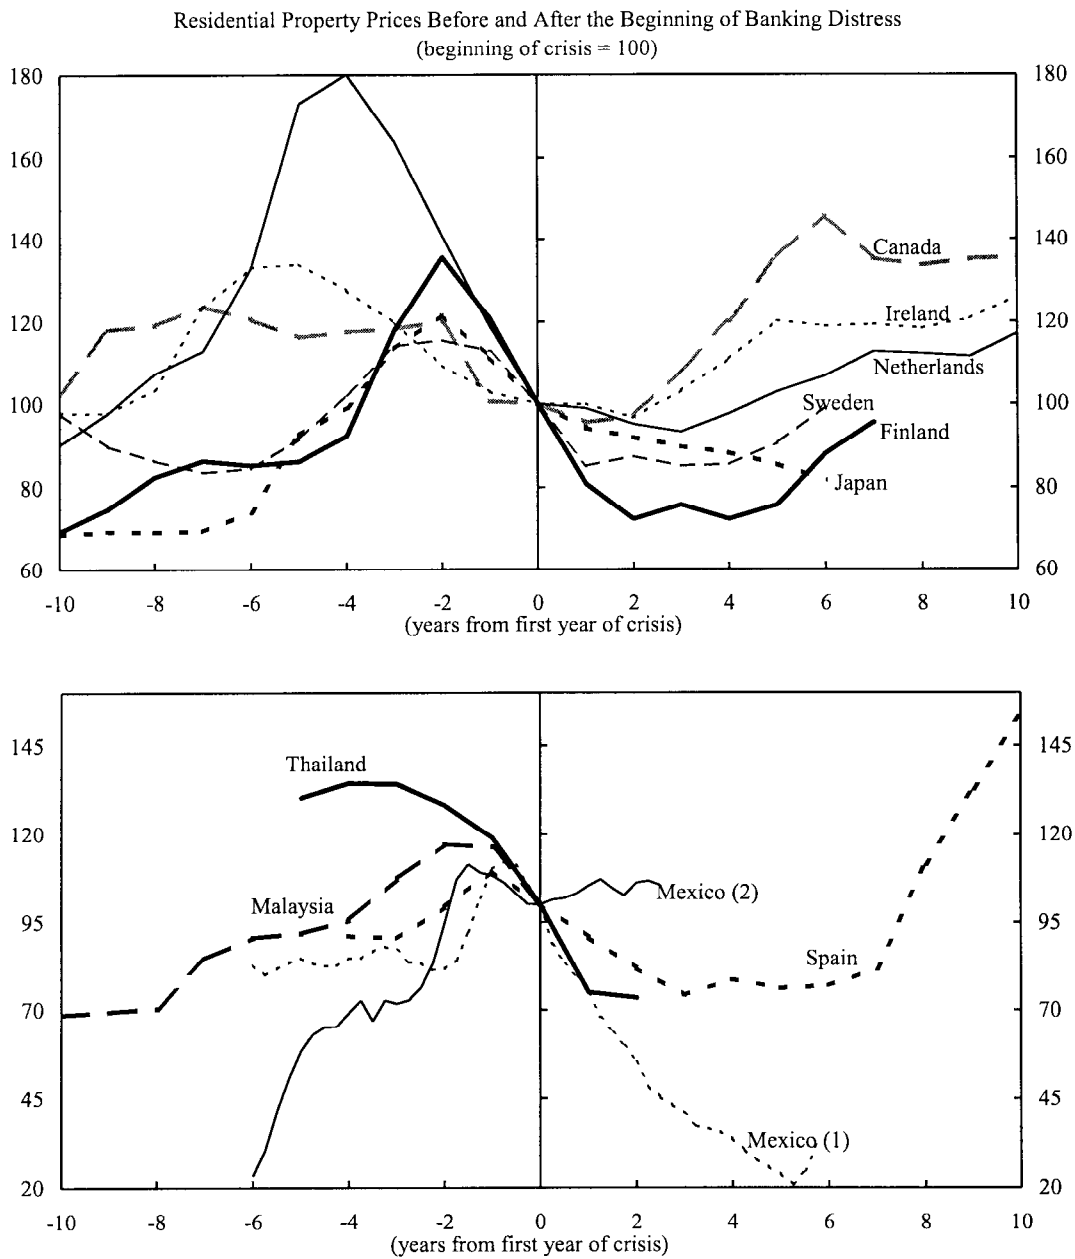 Residential Property Prices Before and After the Beginning of Banking Distress
(beginning of crisis = 100)
180 180
160 160
140 Canada 140
120 Ireland 120
Netherlands
100 Sweden 100
Finland
80 Japan 80
60 60
-10 -8 -6 -4 -2 0 2 4 6 8 10
(years from first year of crisis)
145 145
Thailand
120 120
Mexico (2)
Malaysia
95 95
Spain
70 70
45 45
Mexico (1)
20 20
-10 -8 -6 -4 -2 0 2 4 6 8 10
(years from first year of crisis)